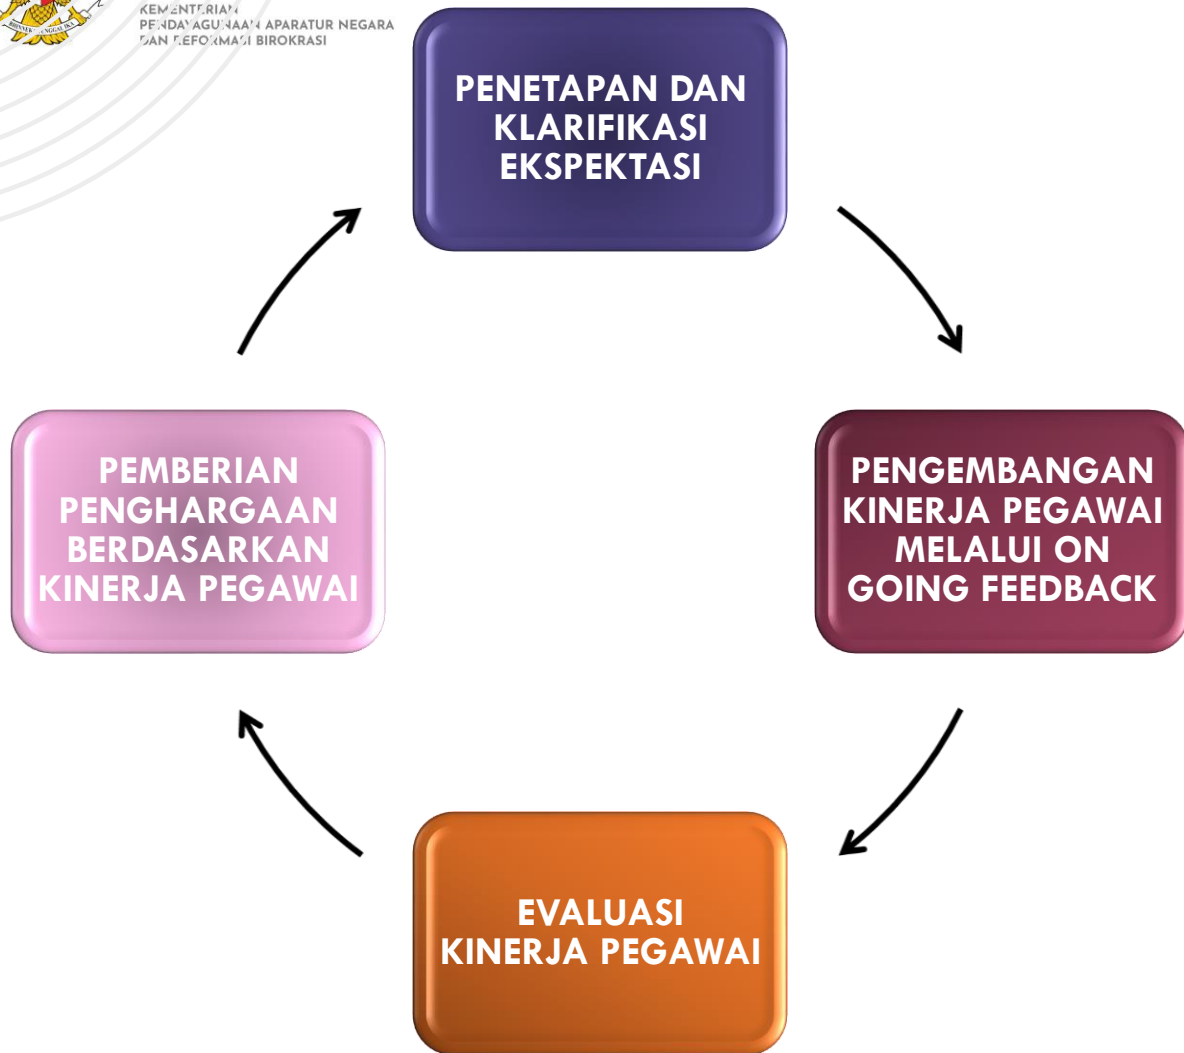 KEMENTERIAN
PENDAYAGUNAAN APARATUR NEGARA
DAN REFORMASI BIROKRASI
PENETAPAN DAN
KLARIFIKASI
EKSPEKTASI
PENGEMBANGAN
KINERJA PEGAWAI
MELALUI ON
GOING FEEDBACK
EVALUASI
KINERJA PEGAWAI
PEMBERIAN
PENGHARGAAN
BERDASARKAN
KINERJA PEGAWAI